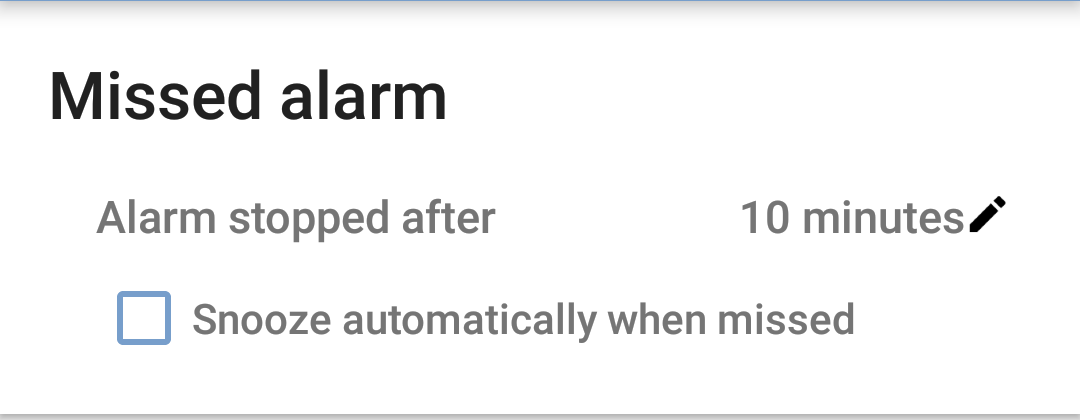 Missed alarm
Alarm stopped after 10 minutes
Snooze automatically when missed